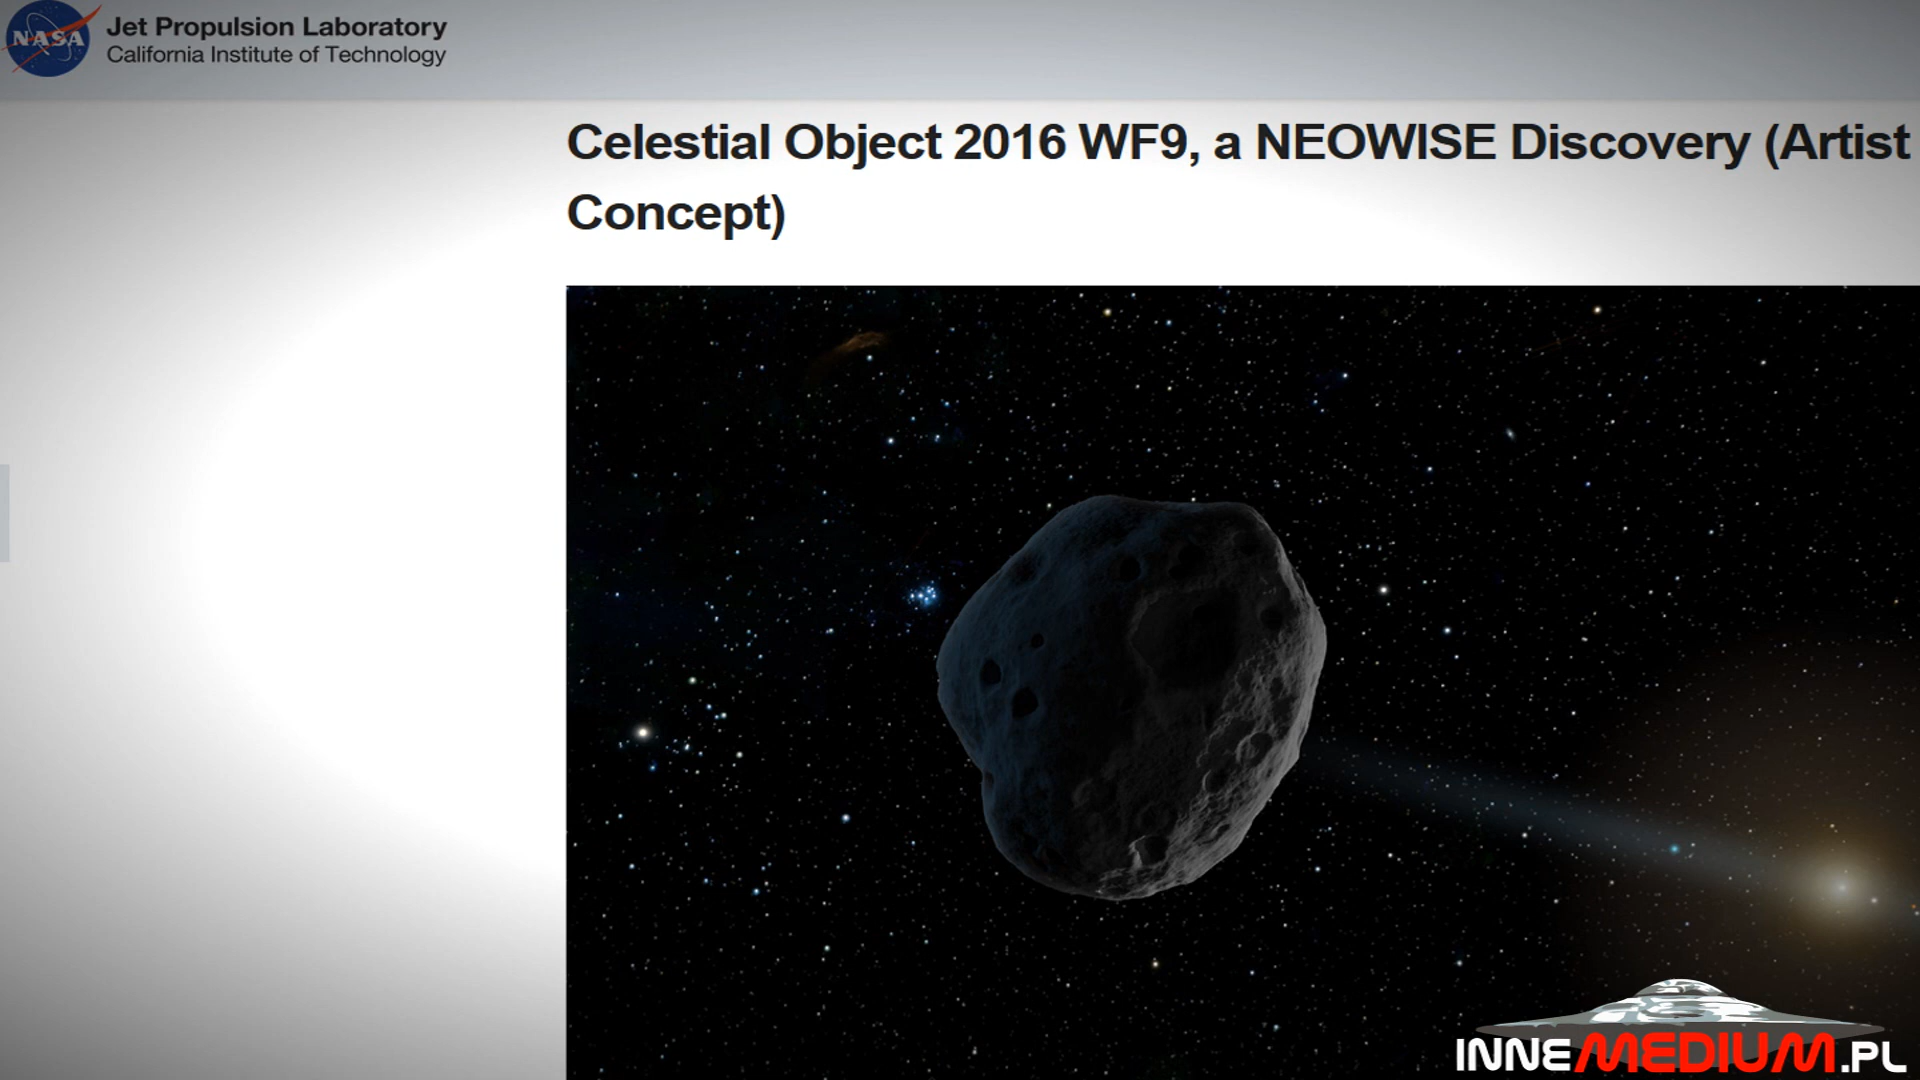 NASA
Jet Propulsion Laboratory
California Institute of Technology
Celestial Object 2016 WF9, a NEOWISE Discovery (Artist
Concept)
INNEMEDIUM.PL